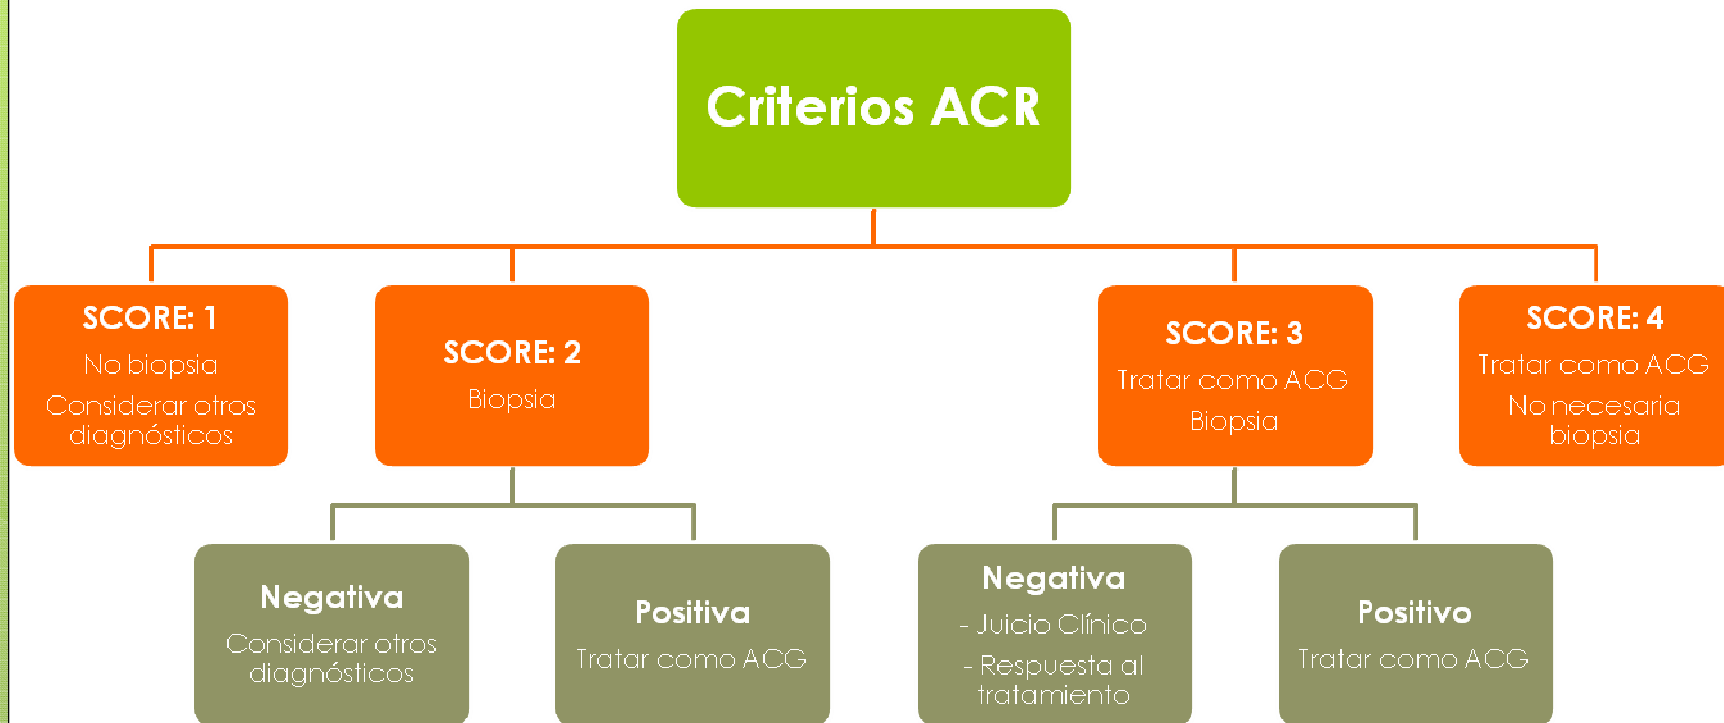 Criterios ACR
SCORE: 1
No biopsia
Considerar otros
diagnósticos
SCORE: 2
Biopsia
SCORE: 3
Tratar como ACG
Biopsia
SCORE: 4
Tratar como ACG
No necesaria
biopsia
Negativa
Considerar otros
diagnósticos
Positiva
Tratar como ACG
Negativa
- Juicio Clínico
- Respuesta al
tratamiento
Positivo
Tratar como ACG